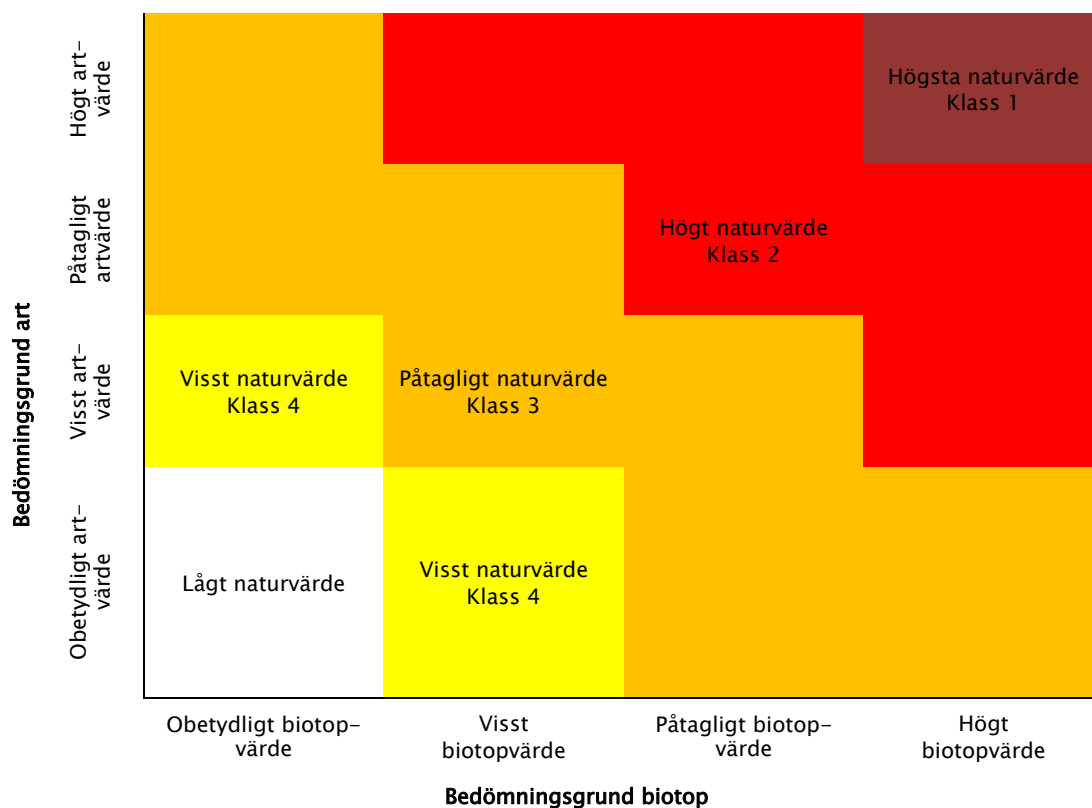 Högt art–
värde
Högsta naturvärde
Klass 1
Påtagligt
artvärde
Högt naturvärde
Klass 2
Bedömningsgrund art
Visst art–
värde
Visst naturvärde
Klass 4
Påtagligt naturvärde
Klass 3
Obetydligt art–
värde
Lågt naturvärde
Visst naturvärde
Klass 4
Obetydligt biotop–
värde
Visst
biotopvärde
Påtagligt biotop–
värde
Högt
biotopvärde
Bedömningsgrund biotop